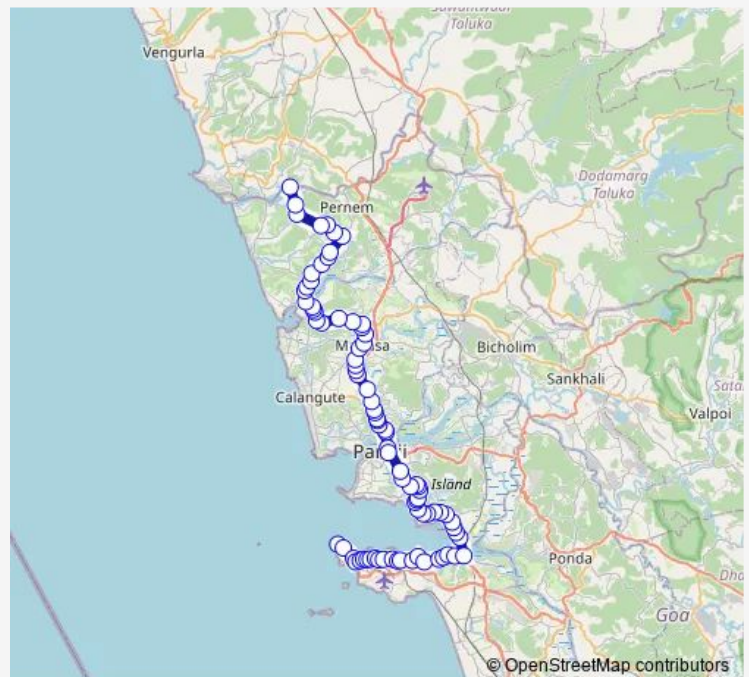 Sawantwadi
Taluka
Vengurla
Dodamarg
Taluka
Pernem
Bicholim
Sankhali
Calangute
Valpoi
Island
Ponda
Goa
© OpenStreetMap contributors